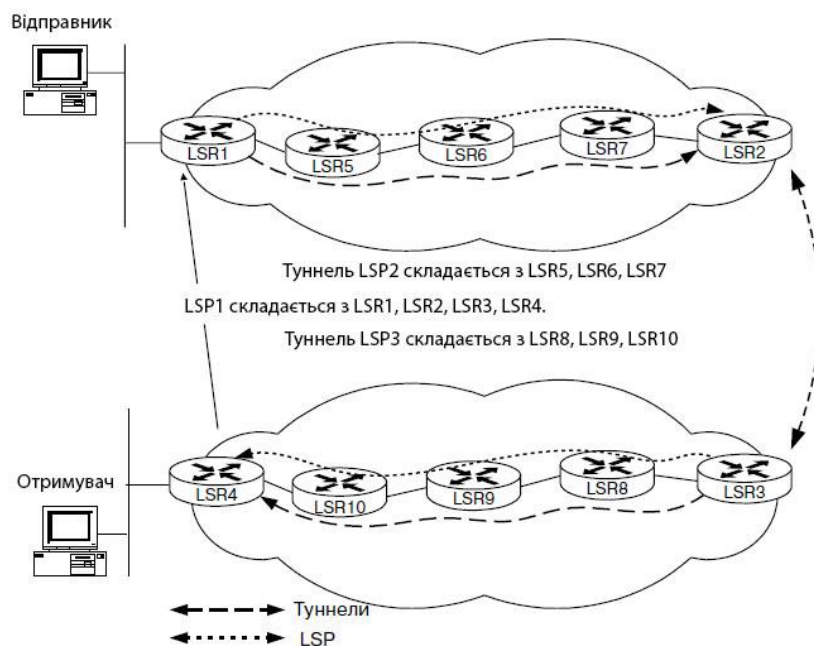 Відправник
LSR1
LSR5
LSR6
LSR7
LSR2
Туннель LSP2 складається з LSR5, LSR6, LSR7
LSP1 складається з LSR1, LSR2, LSR3, LSR4.
Туннель LSP3 складається з LSR8, LSR9, LSR10
Отримувач
LSR4
LSR10
LSR9
LSR8
LSR3
Туннели
LSP